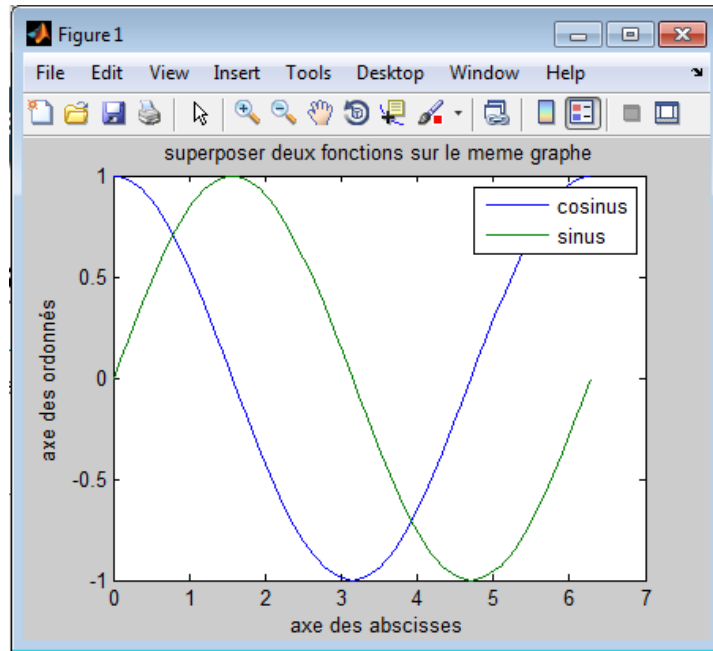 Figure 1
File Edit View Insert Tools Desktop Window Help
superposer deux fonctions sur le meme graphe
cosinus
sinus
1
0.5
0
-0.5
-1
axe des ordonnés
0 1 2 3 4 5 6 7
axe des abscisses